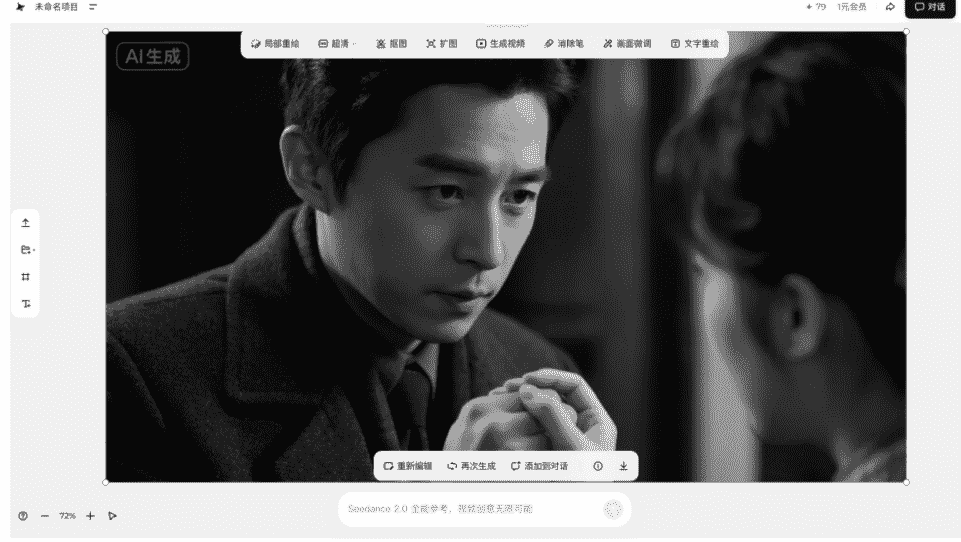 未命名项目
79 1元会员 对话
局部重绘 超清 抠图 扩图 生成视频 消除笔 画面微调 文字重绘
AI生成
重新编辑 再次生成 添加到对话
Seedance 2.0 全能参考，释放创意无限可能
72%